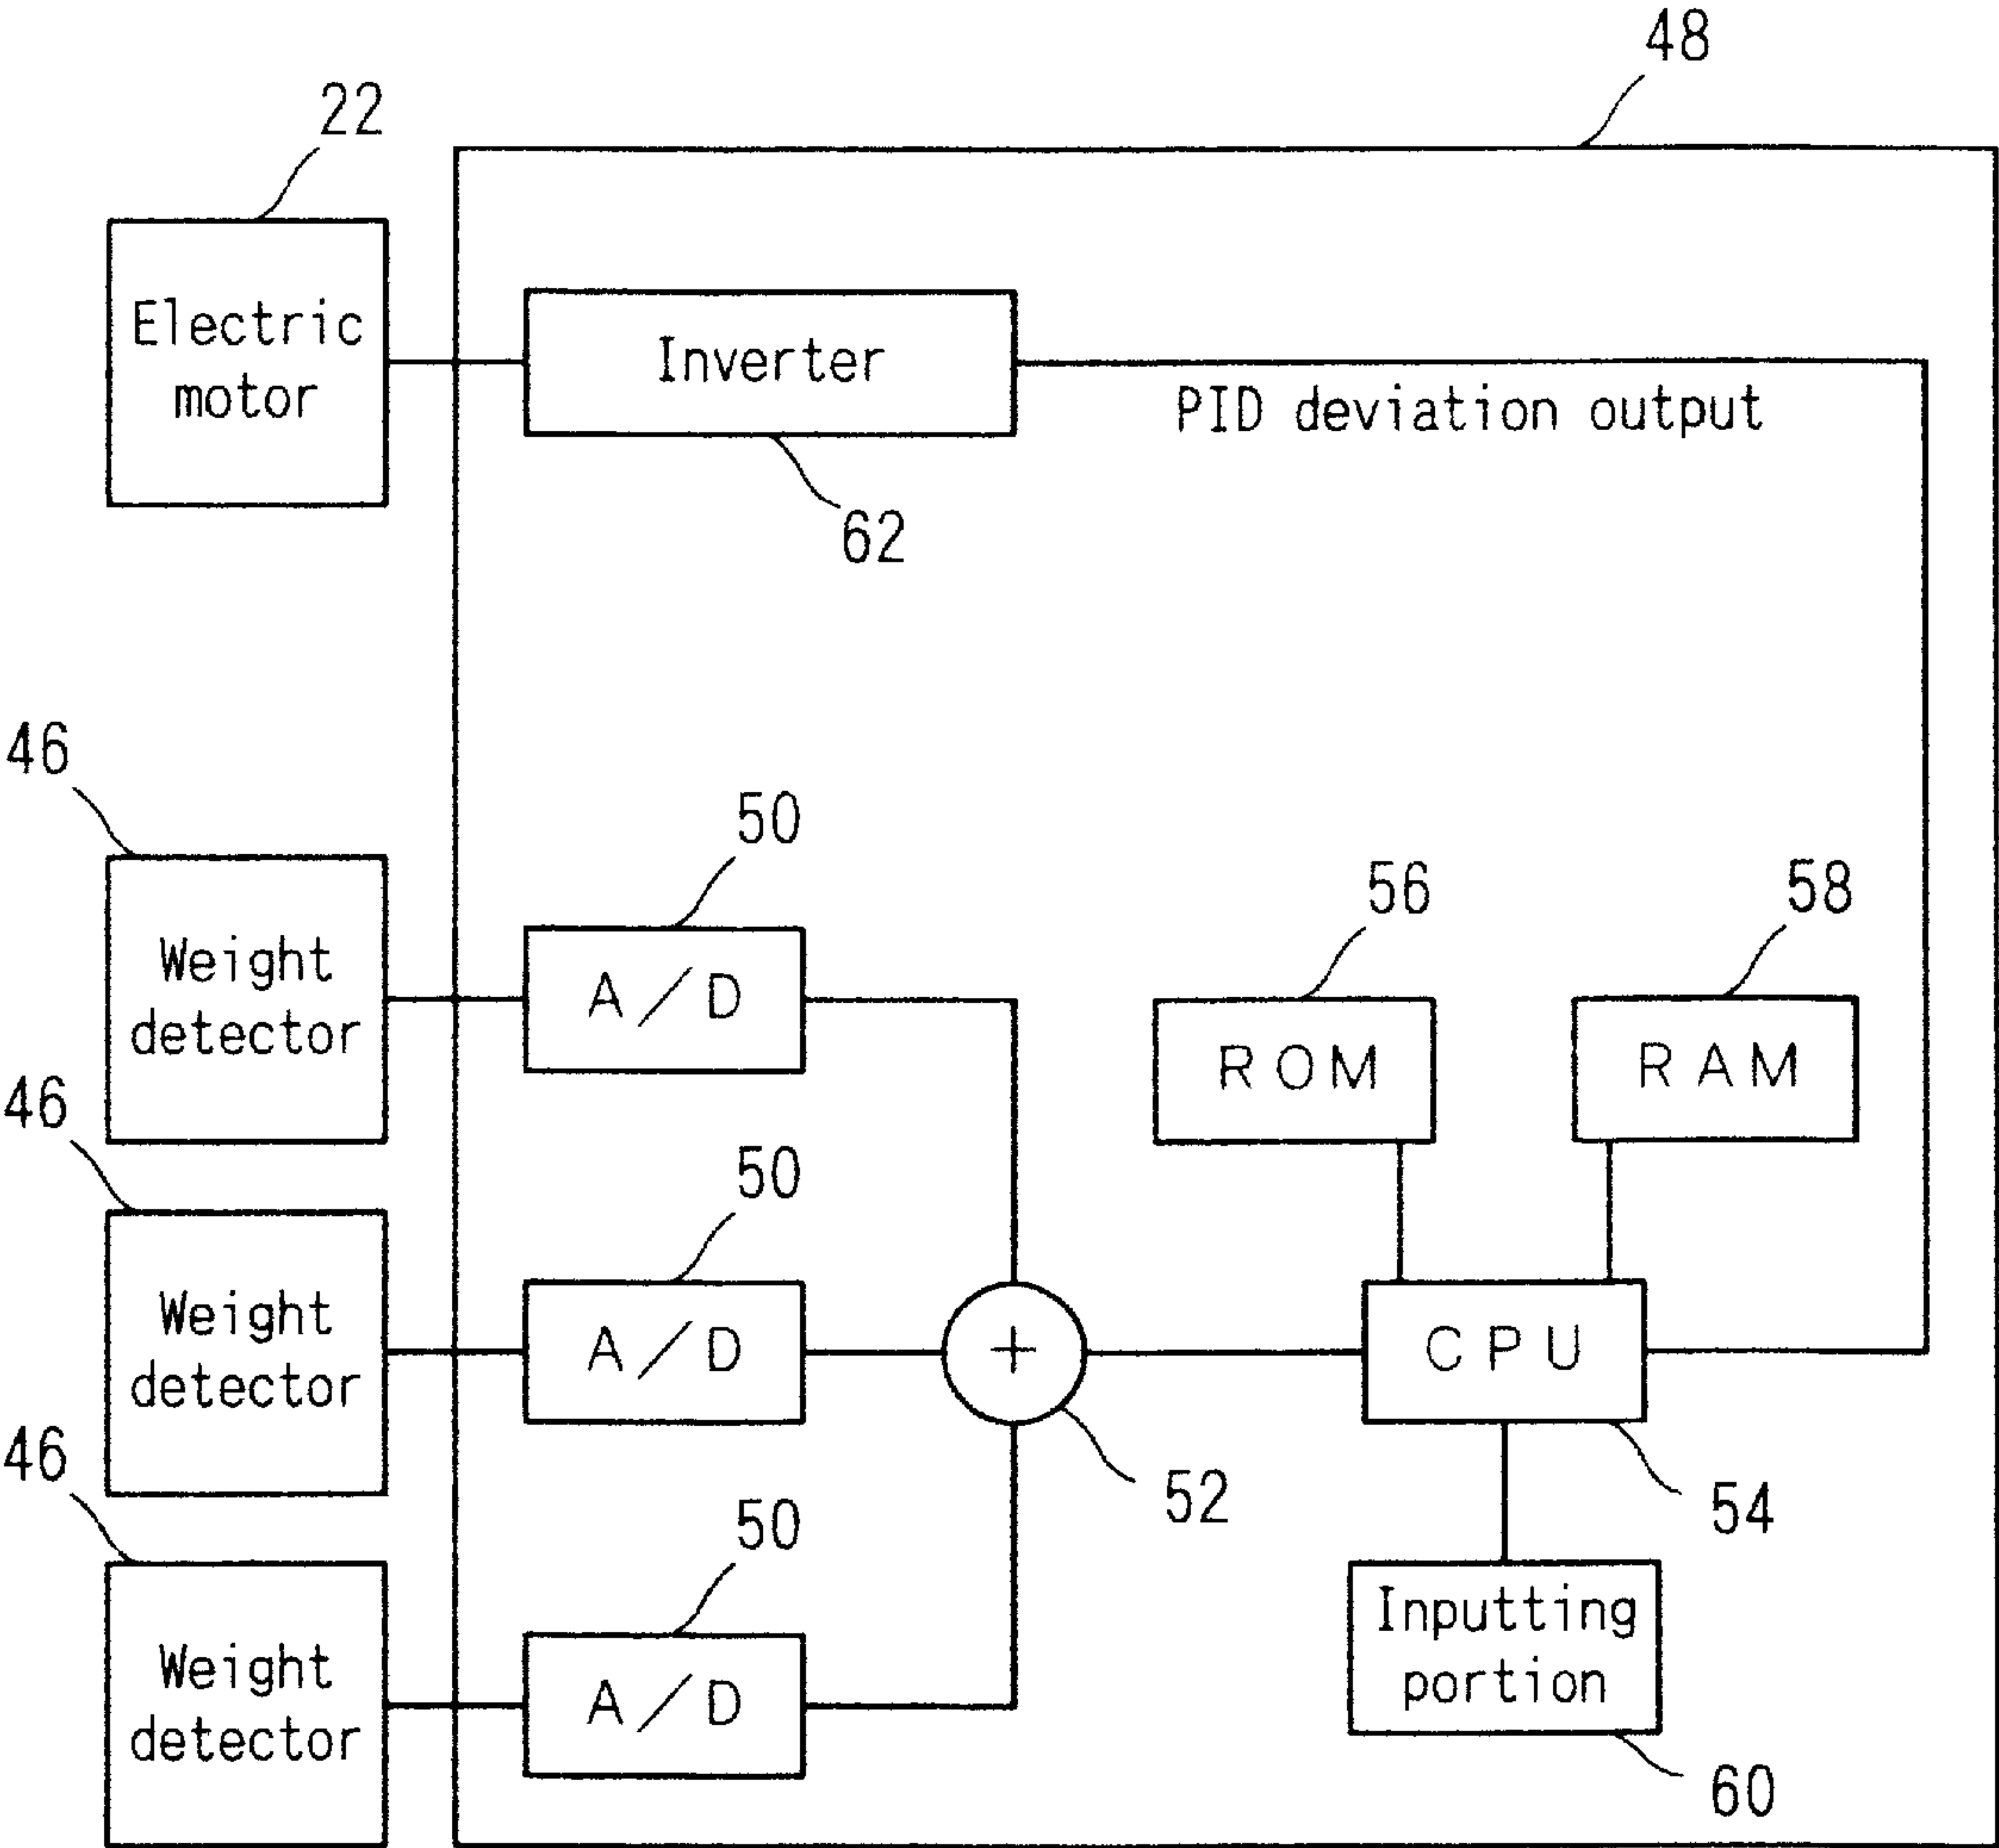 48
22
Electric
motor
Inverter
PID deviation output
62
46
Weight
detector
50
A/D
56
ROM
58
RAM
46
Weight
detector
50
A/D
+
52
CPU
54
46
Weight
detector
50
A/D
Inputting
portion
60